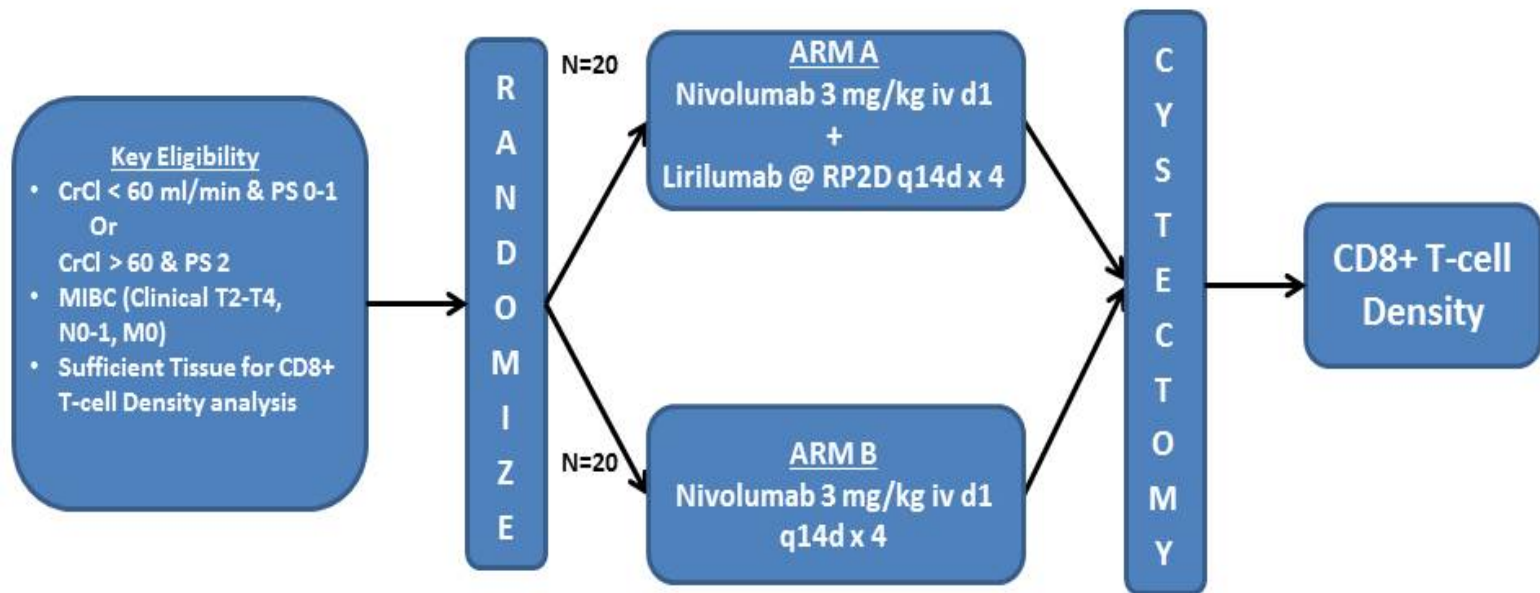 Key Eligibility
• CrCl < 60 ml/min & PS 0-1
Or
CrCl > 60 & PS 2
• MIBC (Clinical T2-T4,
N0-1, M0)
• Sufficient Tissue for CD8+
T-cell Density analysis
R
A
N
D
O
M
I
Z
E
N=20
ARM A
Nivolumab 3 mg/kg iv d1
+
Lirilumab @ RP2D q14d x 4
N=20
ARM B
Nivolumab 3 mg/kg iv d1
q14d x 4
C
Y
S
T
E
C
T
O
M
Y
CD8+ T-cell
Density